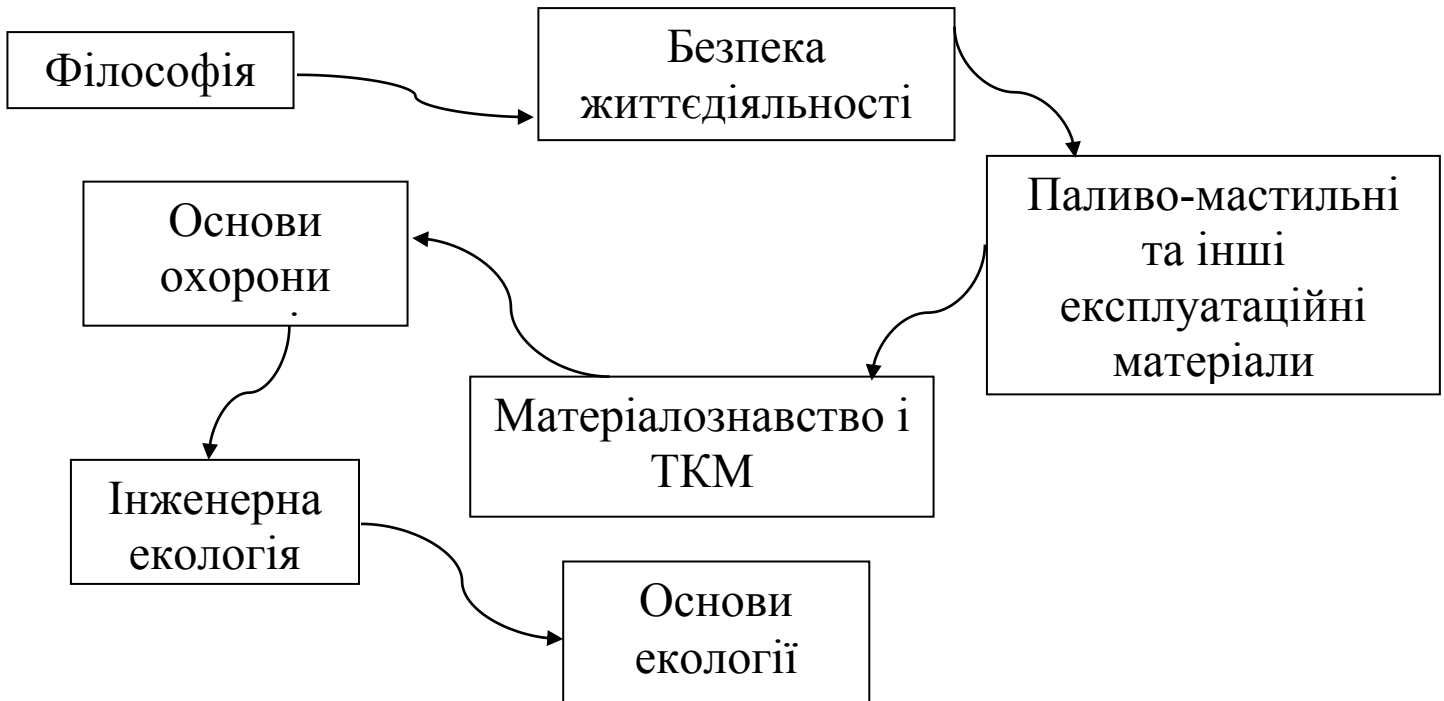 Філософія
Безпека
життєдіяльності
Паливо-мастильні
та інші
експлуатаційні
матеріали
Матеріалознавство і
ТКМ
Основи
охорони
Інженерна
екологія
Основи
екології